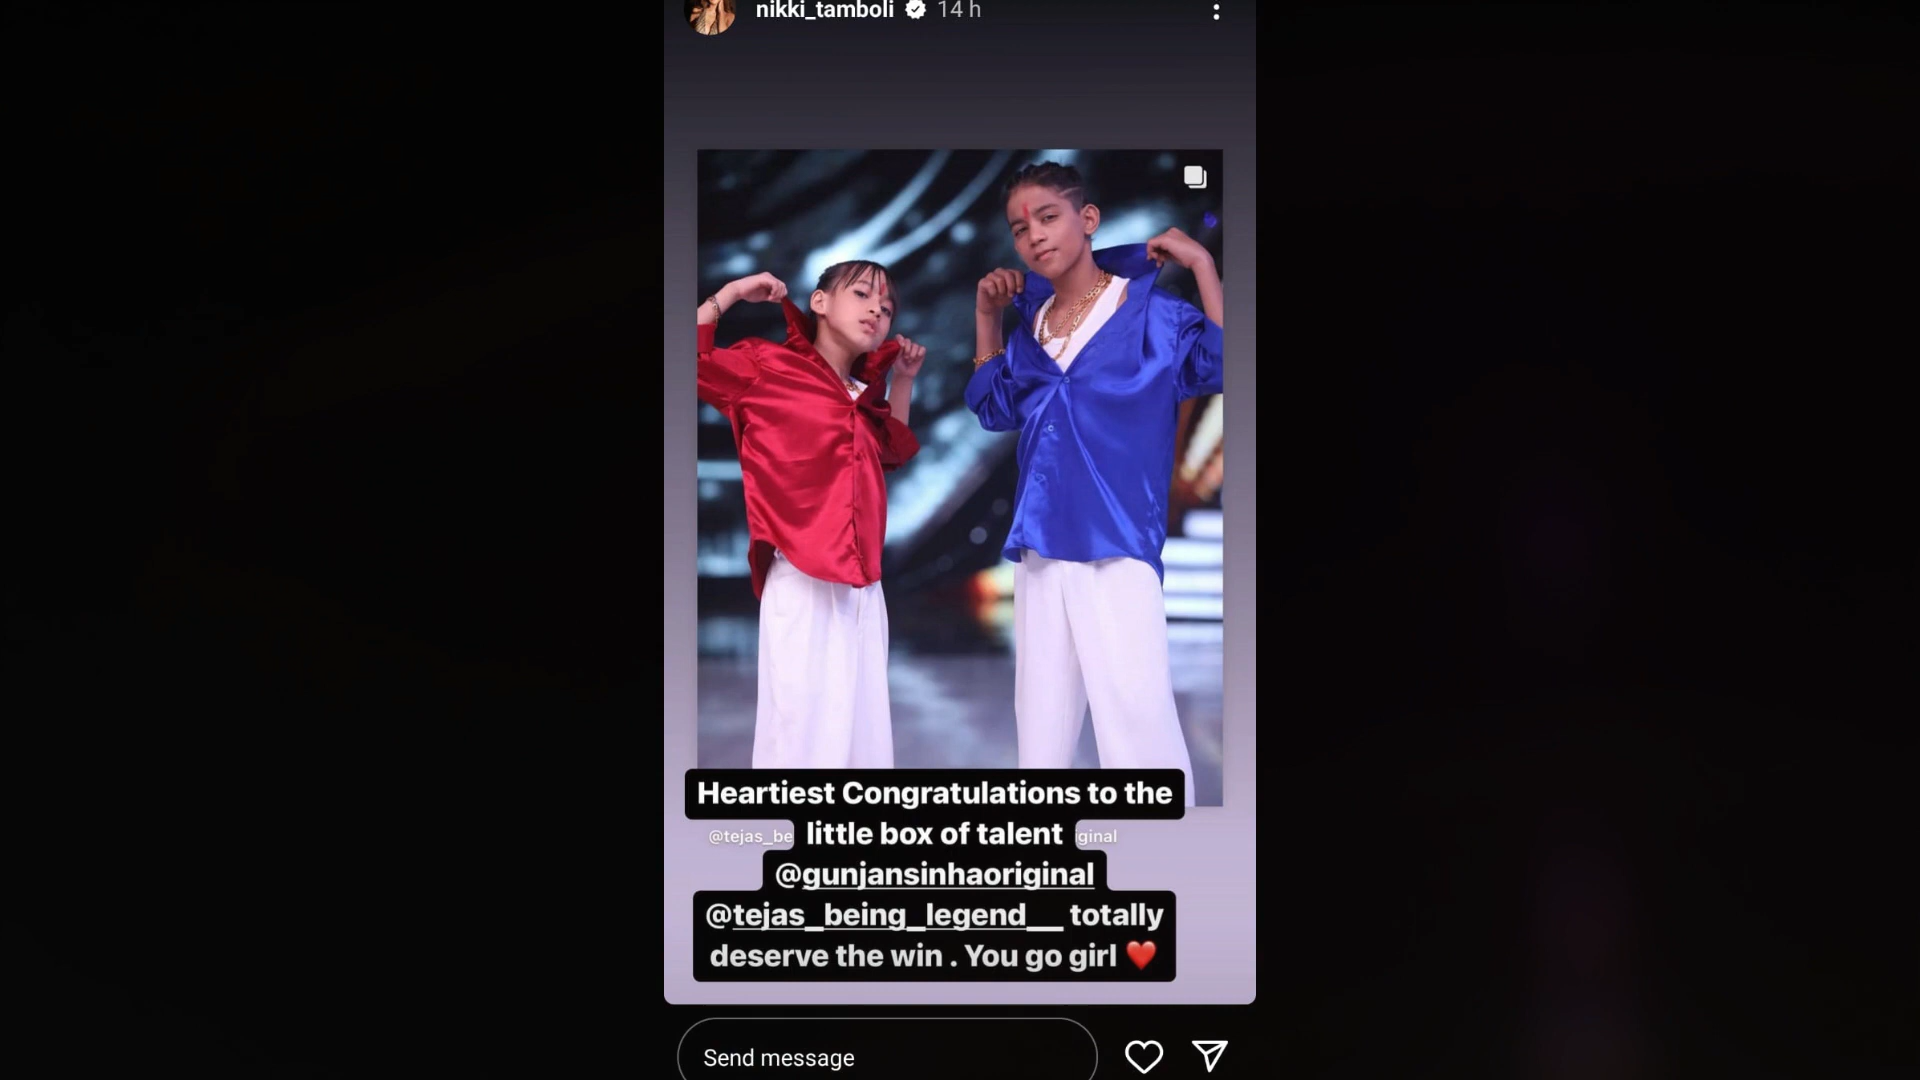 nikki_tamboli 14 h
Heartiest Congratulations to the
@tejas_be little box of talent ginal
@gunjansinhaoriginal
@tejas_being_legend__ totally
deserve the win . You go girl ❤️
Send message